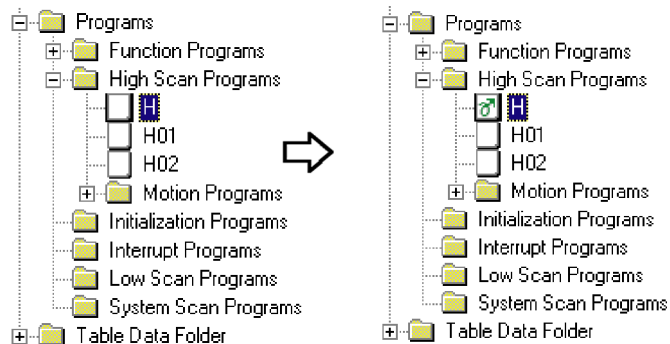 Programs
Function Programs
High Scan Programs
H
H01
H02
Motion Programs
Initialization Programs
Interrupt Programs
Low Scan Programs
System Scan Programs
Table Data Folder
Programs
Function Programs
High Scan Programs
H
H01
H02
Motion Programs
Initialization Programs
Interrupt Programs
Low Scan Programs
System Scan Programs
Table Data Folder